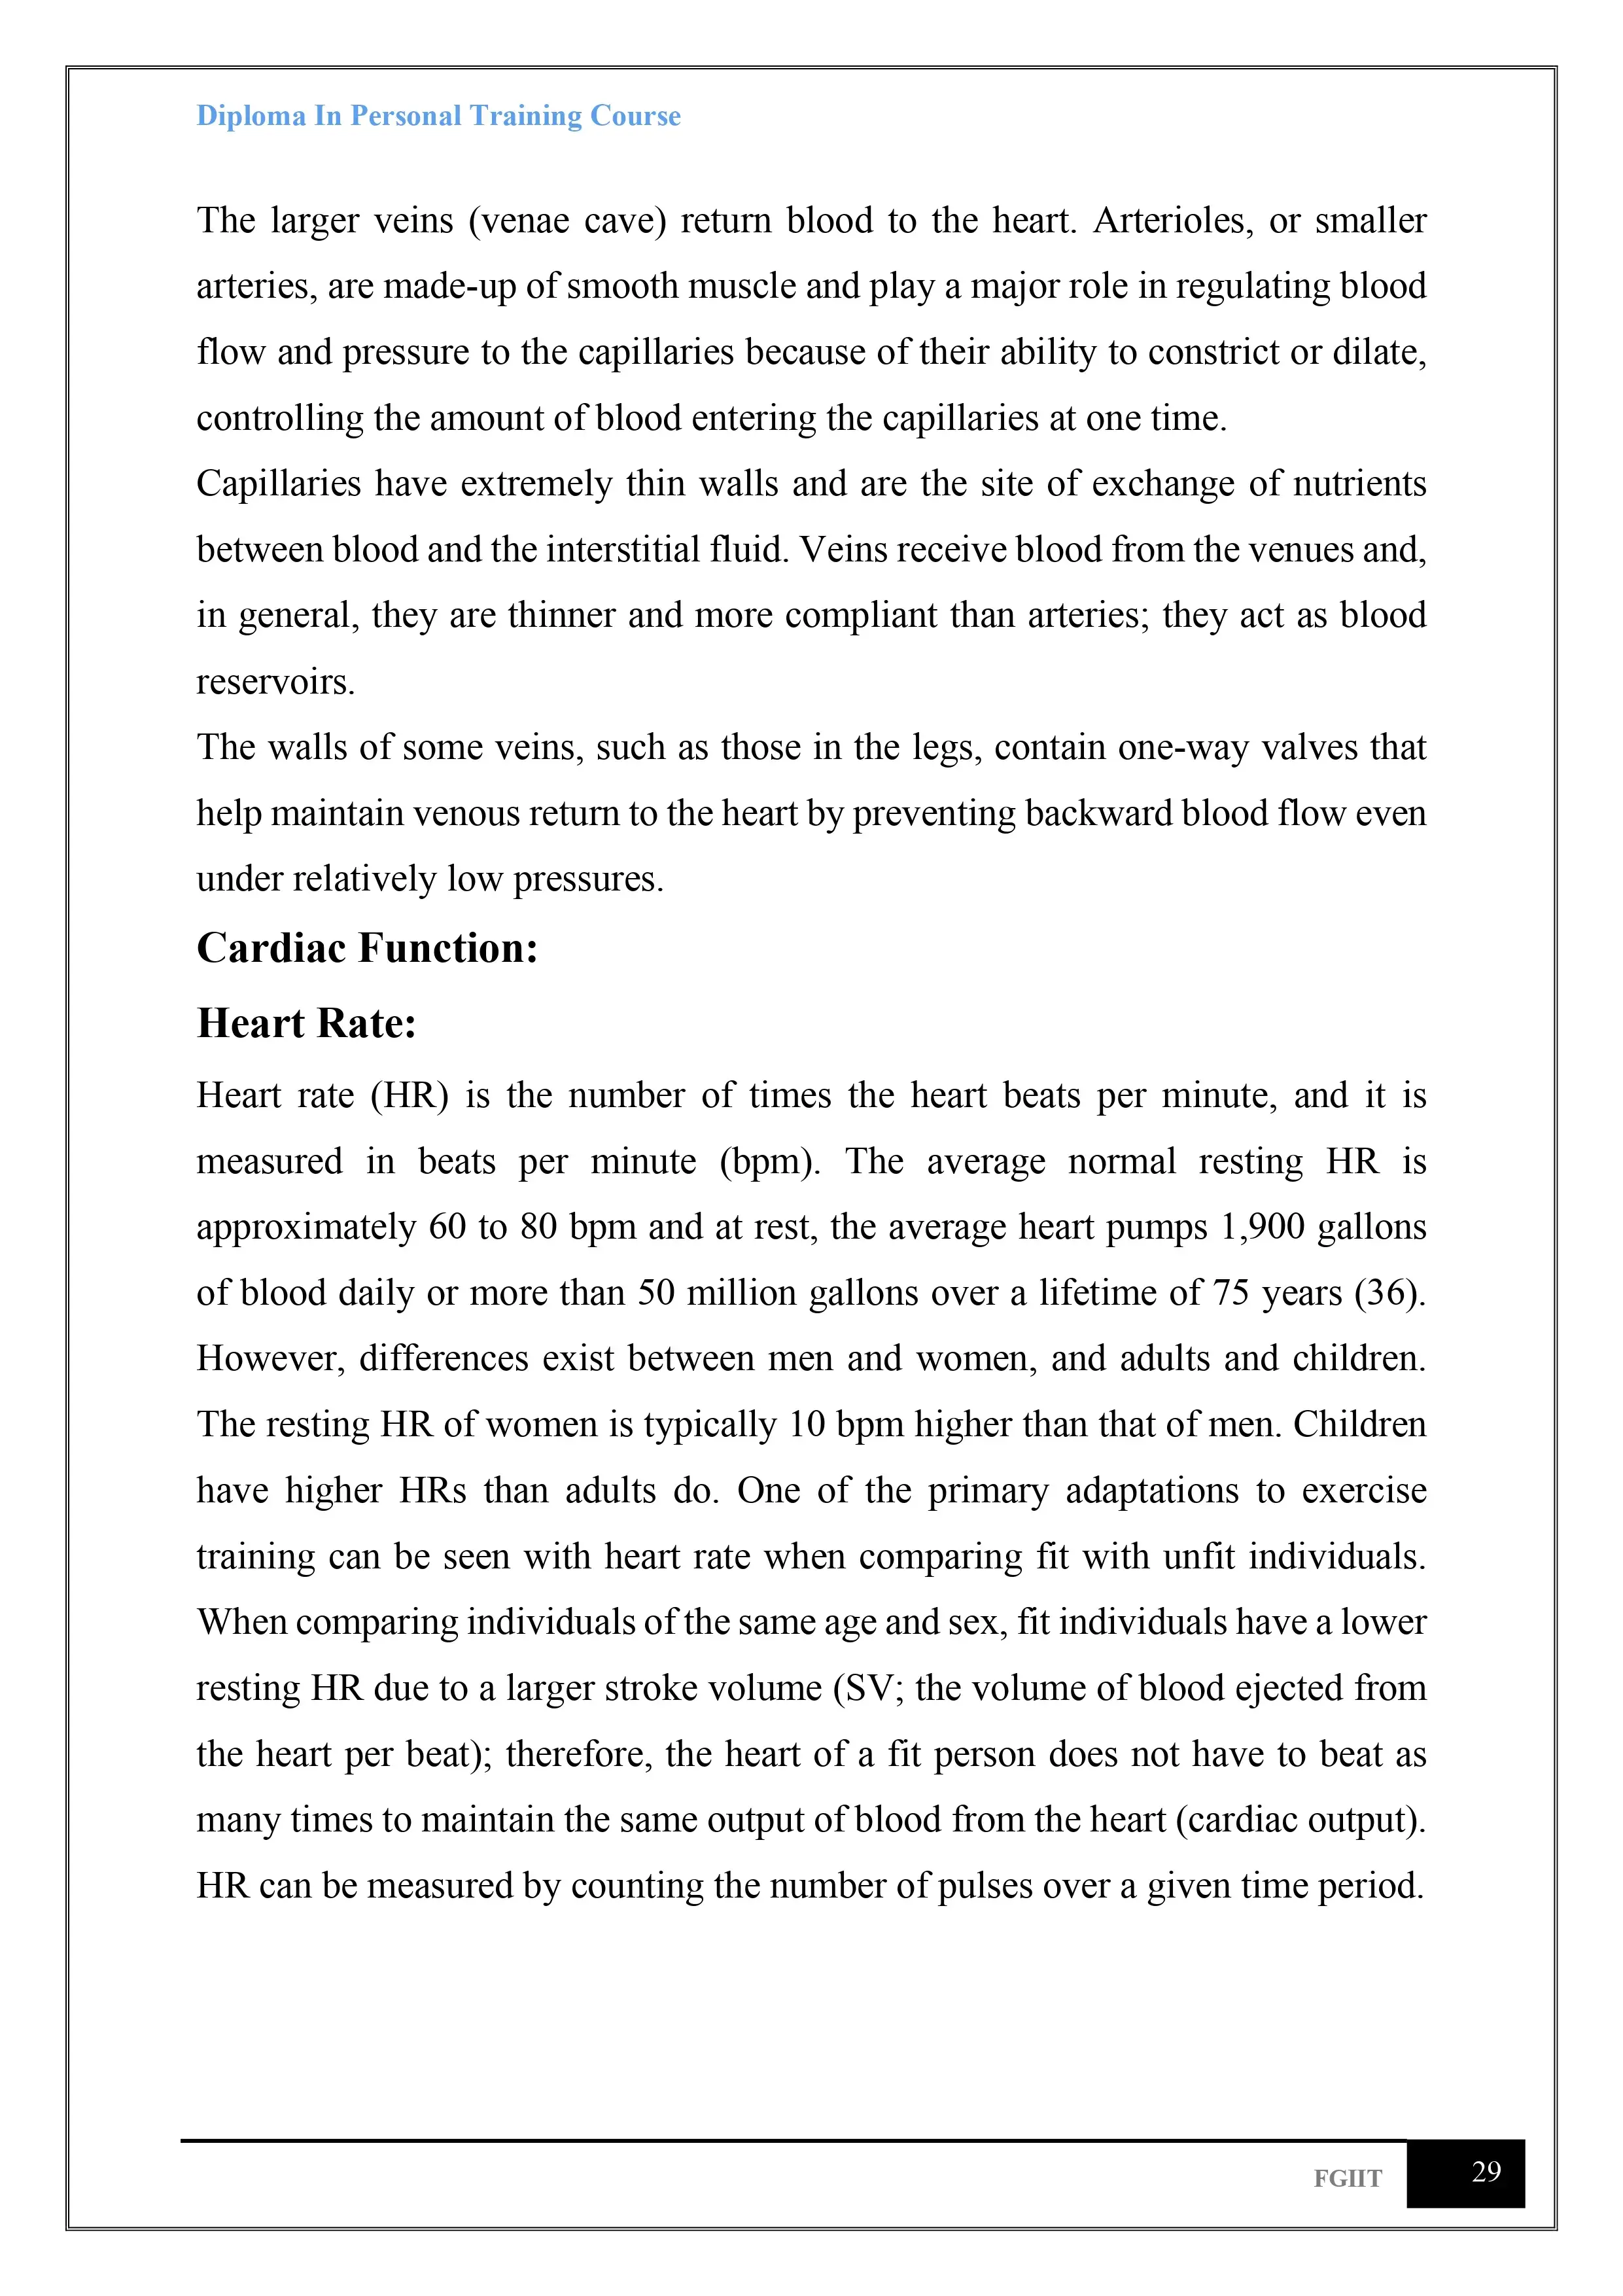 Diploma In Personal Training Course
The larger veins (venae cave) return blood to the heart. Arterioles, or smaller
arteries, are made-up of smooth muscle and play a major role in regulating blood
flow and pressure to the capillaries because of their ability to constrict or dilate,
controlling the amount of blood entering the capillaries at one time.
Capillaries have extremely thin walls and are the site of exchange of nutrients
between blood and the interstitial fluid. Veins receive blood from the venues and,
in general, they are thinner and more compliant than arteries; they act as blood
reservoirs.
The walls of some veins, such as those in the legs, contain one-way valves that
help maintain venous return to the heart by preventing backward blood flow even
under relatively low pressures.
Cardiac Function:
Heart Rate:
Heart rate (HR) is the number of times the heart beats per minute, and it is
measured in beats per minute (bpm). The average normal resting HR is
approximately 60 to 80 bpm and at rest, the average heart pumps 1,900 gallons
of blood daily or more than 50 million gallons over a lifetime of 75 years (36).
However, differences exist between men and women, and adults and children.
The resting HR of women is typically 10 bpm higher than that of men. Children
have higher HRs than adults do. One of the primary adaptations to exercise
training can be seen with heart rate when comparing fit with unfit individuals.
When comparing individuals of the same age and sex, fit individuals have a lower
resting HR due to a larger stroke volume (SV; the volume of blood ejected from
the heart per beat); therefore, the heart of a fit person does not have to beat as
many times to maintain the same output of blood from the heart (cardiac output).
HR can be measured by counting the number of pulses over a given time period.
FGIIT 29